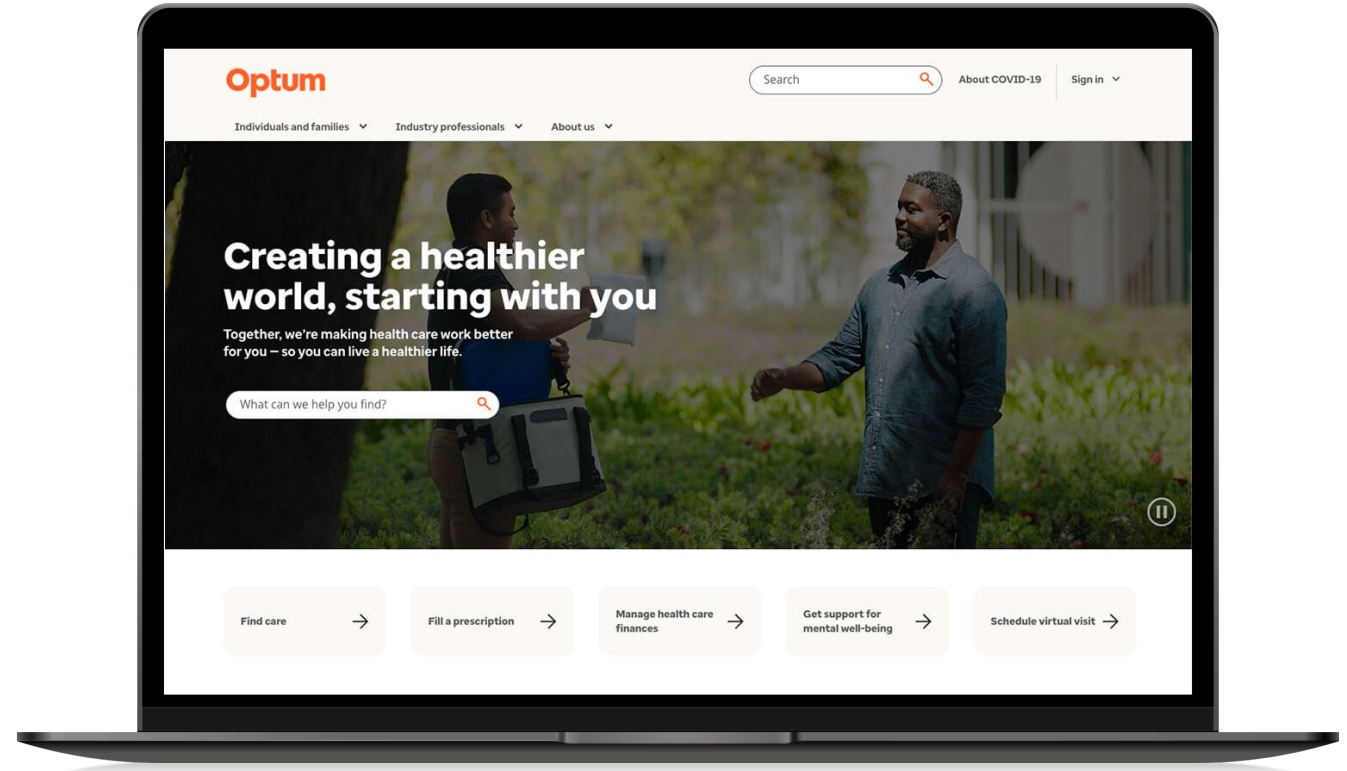 Optum
Search
About COVID-19
Sign in
Individuals and families
Industry professionals
About us
Creating a healthier
world, starting with you
Together, we’re making health care work better
for you – so you can live a healthier life.
What can we help you find?
Find care
Fill a prescription
Manage health care
finances
Get support for
mental well-being
Schedule virtual visit